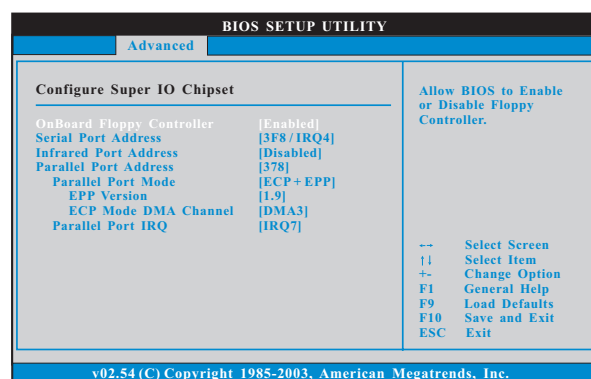 BIOS SETUP UTILITY
Advanced
Configure Super IO Chipset
OnBoard Floppy Controller [Enabled]
Serial Port Address [3F8 / IRQ4]
Infrared Port Address [Disabled]
Parallel Port Address [378]
Parallel Port Mode [ECP + EPP]
EPP Version [1.9]
ECP Mode DMA Channel [DMA3]
Parallel Port IRQ [IRQ7]
Allow BIOS to Enable
or Disable Floppy
Controller.
←→ Select Screen
↑↓ Select Item
+- Change Option
F1 General Help
F9 Load Defaults
F10 Save and Exit
ESC Exit
v02.54 (C) Copyright 1985-2003, American Megatrends, Inc.